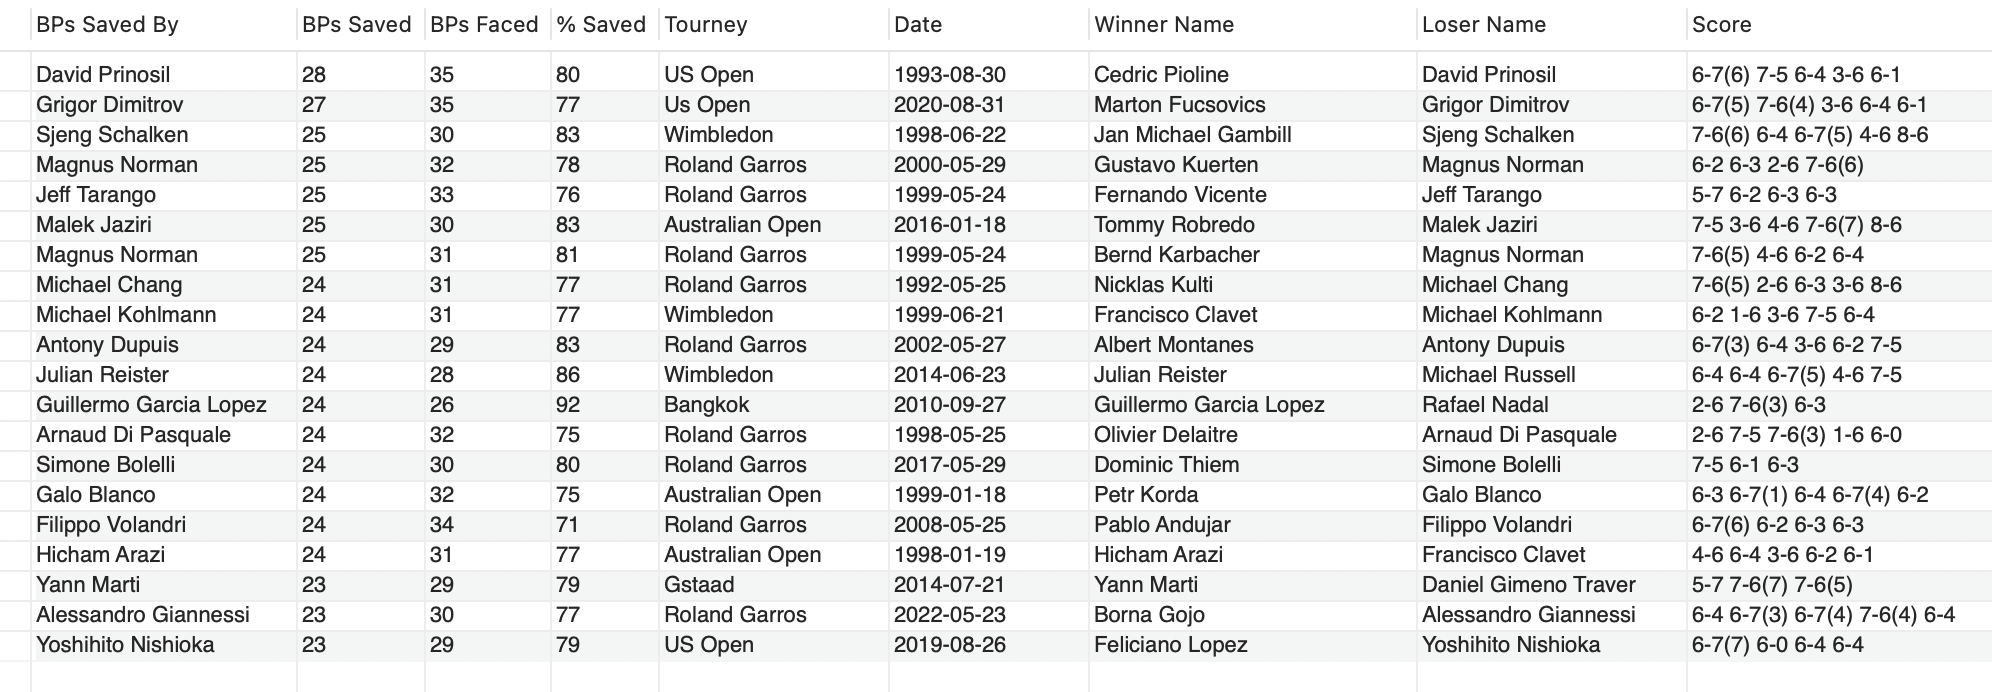 BPs Saved By BPs Saved BPs Faced % Saved Tourney Date Winner Name Loser Name Score
David Prinosil 28 35 80 US Open 1993-08-30 Cedric Pioline David Prinosil 6-7(6) 7-5 6-4 3-6 6-1
Grigor Dimitrov 27 35 77 Us Open 2020-08-31 Marton Fucsovics Grigor Dimitrov 6-7(5) 7-6(4) 3-6 6-4 6-1
Sjeng Schalken 25 30 83 Wimbledon 1998-06-22 Jan Michael Gambill Sjeng Schalken 7-6(6) 6-4 6-7(5) 4-6 8-6
Magnus Norman 25 32 78 Roland Garros 2000-05-29 Gustavo Kuerten Magnus Norman 6-2 6-3 2-6 7-6(6)
Jeff Tarango 25 33 76 Roland Garros 1999-05-24 Fernando Vicente Jeff Tarango 5-7 6-2 6-3 6-3
Malek Jaziri 25 30 83 Australian Open 2016-01-18 Tommy Robredo Malek Jaziri 7-5 3-6 4-6 7-6(7) 8-6
Magnus Norman 25 31 81 Roland Garros 1999-05-24 Bernd Karbacher Magnus Norman 7-6(5) 4-6 6-2 6-4
Michael Chang 24 31 77 Roland Garros 1992-05-25 Nicklas Kulti Michael Chang 7-6(5) 2-6 6-3 3-6 8-6
Michael Kohlmann 24 31 77 Wimbledon 1999-06-21 Francisco Clavet Michael Kohlmann 6-2 1-6 3-6 7-5 6-4
Antony Dupuis 24 29 83 Roland Garros 2002-05-27 Albert Montanes Antony Dupuis 6-7(3) 6-4 3-6 6-2 7-5
Julian Reister 24 28 86 Wimbledon 2014-06-23 Julian Reister Michael Russell 6-4 6-4 6-7(5) 4-6 7-5
Guillermo Garcia Lopez 24 26 92 Bangkok 2010-09-27 Guillermo Garcia Lopez Rafael Nadal 2-6 7-6(3) 6-3
Arnaud Di Pasquale 24 32 75 Roland Garros 1998-05-25 Olivier Delaitre Arnaud Di Pasquale 2-6 7-5 7-6(3) 1-6 6-0
Simone Bolelli 24 30 80 Roland Garros 2017-05-29 Dominic Thiem Simone Bolelli 7-5 6-1 6-3
Galo Blanco 24 32 75 Australian Open 1999-01-18 Petr Korda Galo Blanco 6-3 6-7(1) 6-4 6-7(4) 6-2
Filippo Volandri 24 34 71 Roland Garros 2008-05-25 Pablo Andujar Filippo Volandri 6-7(6) 6-2 6-3 6-3
Hicham Arazi 24 31 77 Australian Open 1998-01-19 Hicham Arazi Francisco Clavet 4-6 6-4 3-6 6-2 6-1
Yann Marti 23 29 79 Gstaad 2014-07-21 Yann Marti Daniel Gimeno Traver 5-7 7-6(7) 7-6(5)
Alessandro Giannessi 23 30 77 Roland Garros 2022-05-23 Borna Gojo Alessandro Giannessi 6-4 6-7(3) 6-7(4) 7-6(4) 6-4
Yoshihito Nishioka 23 29 79 US Open 2019-08-26 Feliciano Lopez Yoshihito Nishioka 6-7(7) 6-0 6-4 6-4